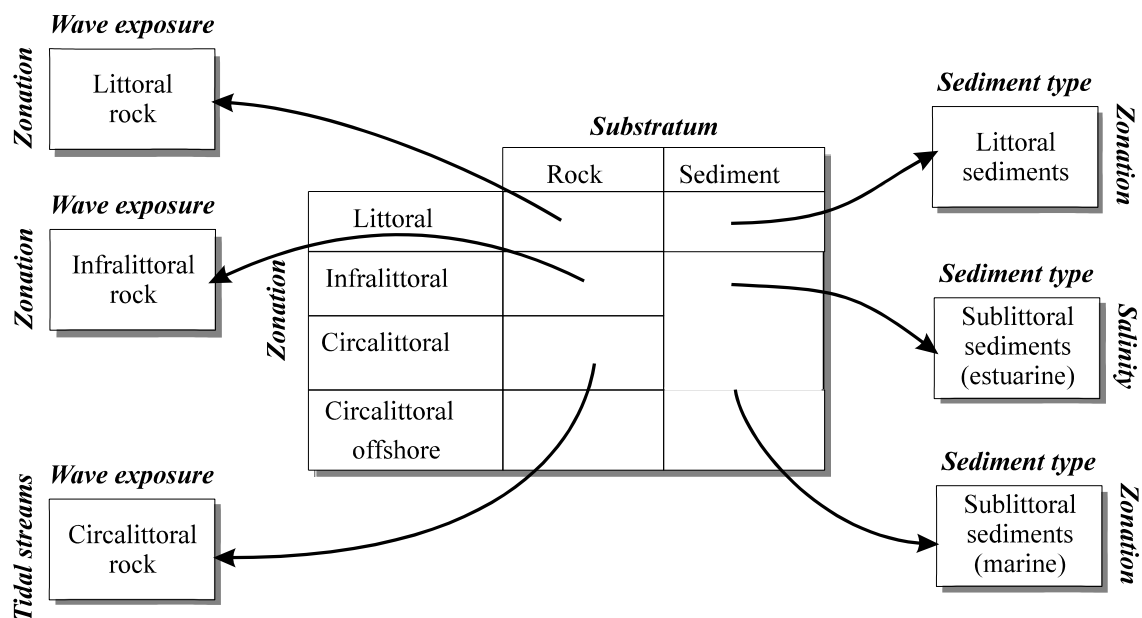 Wave exposure
Zonation
Littoral
rock
Wave exposure
Zonation
Infralittoral
rock
Wave exposure
Tidal streams
Circalittoral
rock
Substratum
Rock
Sediment
Zonation
Littoral
Infralittoral
Circalittoral
Circalittoral
offshore
Sediment type
Zonation
Littoral
sediments
Sediment type
Salinity
Sublittoral
sediments
(estuarine)
Sediment type
Zonation
Sublittoral
sediments
(marine)